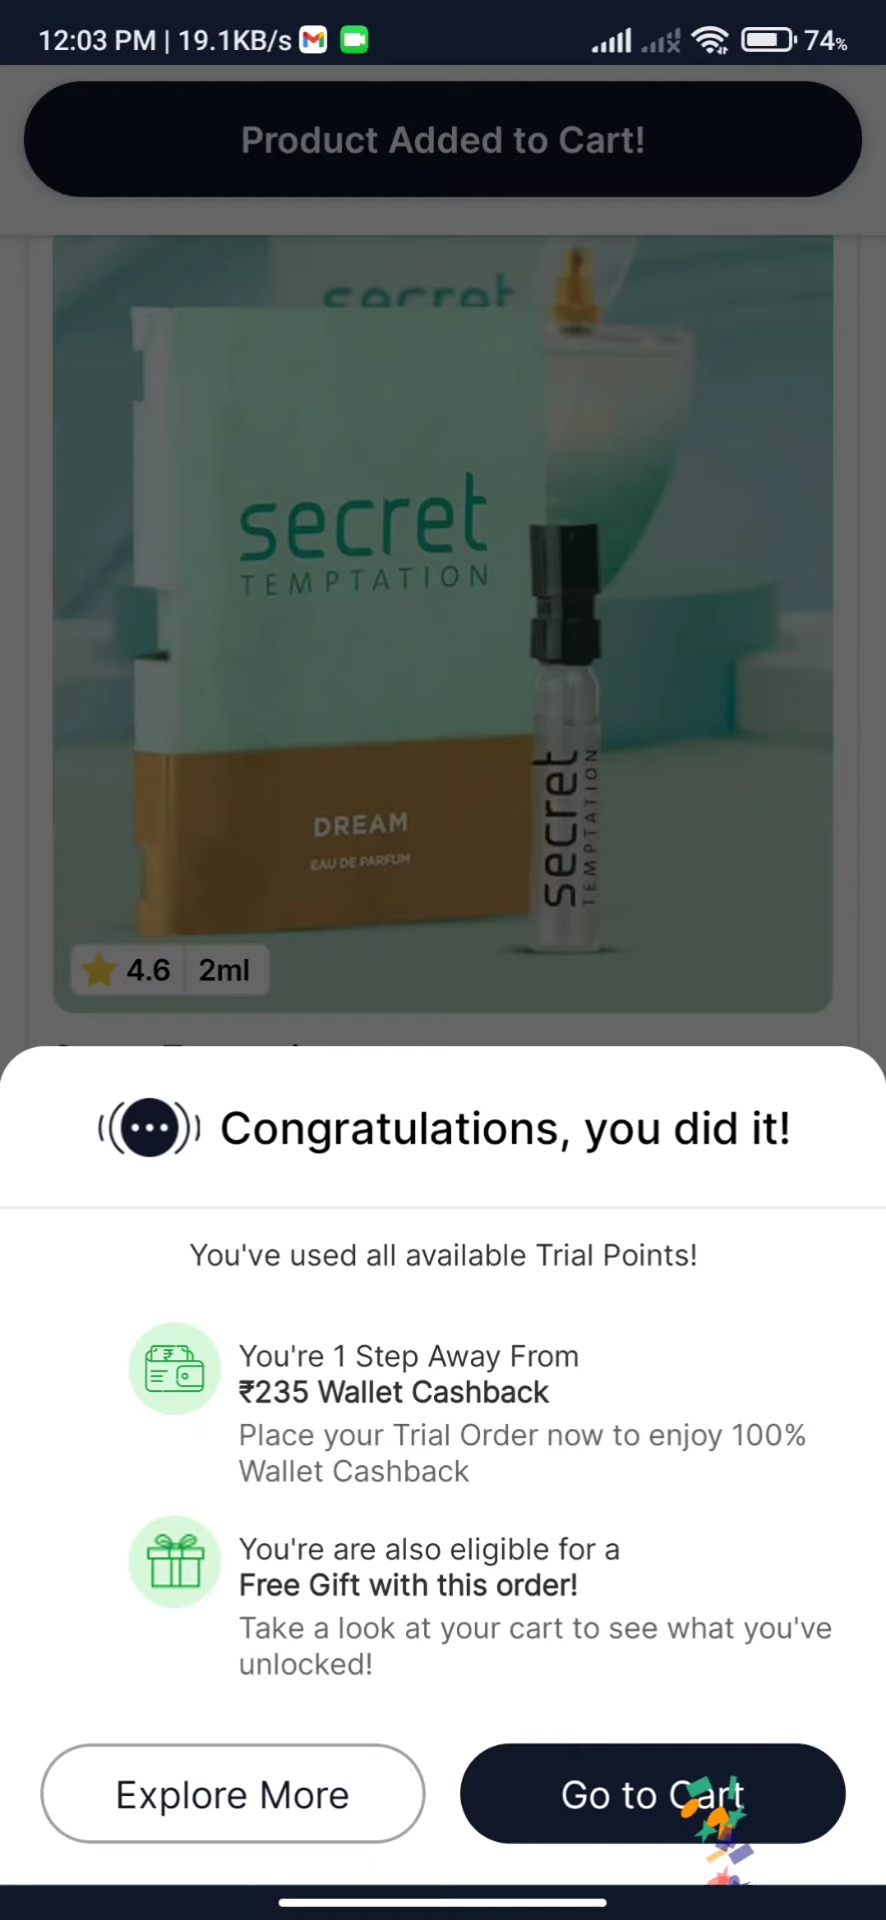 12:03 PM | 19.1KB/s
74%
Product Added to Cart!
secret
secret
TEMPTATION
DREAM
EAU DE PARFUM
secret
TEMPTATION
4.6
2ml
Congratulations, you did it!
You've used all available Trial Points!
You're 1 Step Away From
₹235 Wallet Cashback
Place your Trial Order now to enjoy 100%
Wallet Cashback
You're are also eligible for a
Free Gift with this order!
Take a look at your cart to see what you've
unlocked!
Explore More
Go to Cart